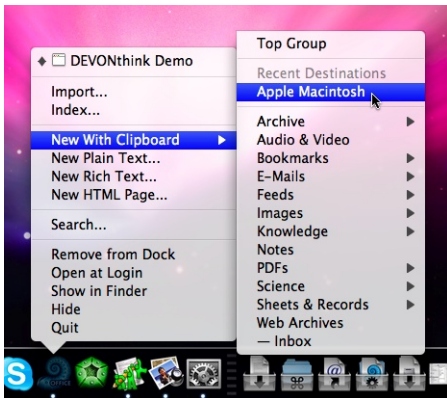 DEVONthink Demo
Import...
Index...
New With Clipboard
New Plain Text...
New Rich Text...
New HTML Page...
Search...
Remove from Dock
Open at Login
Show in Finder
Hide
Quit
Top Group
Recent Destinations
Apple Macintosh
Archive
Audio & Video
Bookmarks
E-Mails
Feeds
Images
Knowledge
Notes
PDFs
Science
Sheets & Records
Web Archives
— Inbox